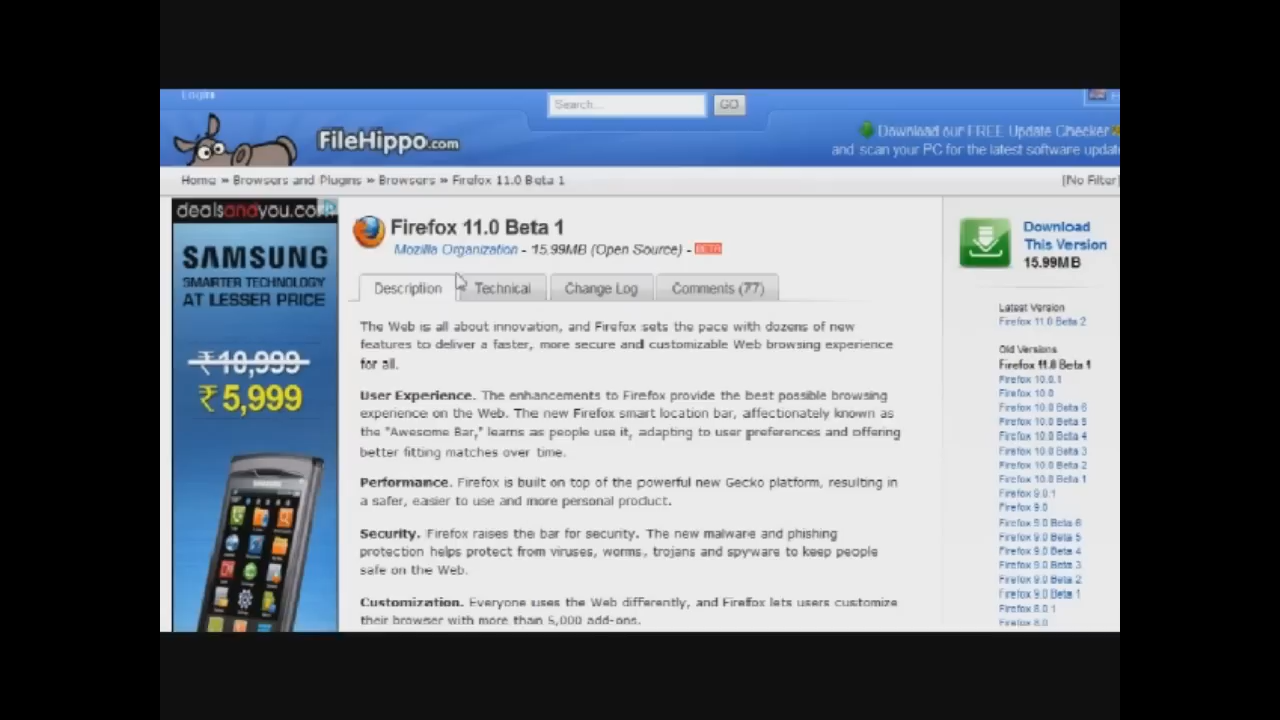 Login
Search...
GO
FileHippo.com
Download our FREE Update Checker
and scan your PC for the latest software update
Home » Browsers and Plugins » Browsers » Firefox 11.0 Beta 1
[No Filter]
dealsandyou.com
SAMSUNG
SMARTER TECHNOLOGY
AT LESSER PRICE
₹10,999
₹5,999
SAMSUNG
Firefox 11.0 Beta 1
Mozilla Organization - 15.99MB (Open Source) - BETA
Description
Technical
Change Log
Comments (77)
The Web is all about innovation, and Firefox sets the pace with dozens of new
features to deliver a faster, more secure and customizable Web browsing experience
for all.
User Experience. The enhancements to Firefox provide the best possible browsing
experience on the Web. The new Firefox smart location bar, affectionately known as
the "Awesome Bar," learns as people use it, adapting to user preferences and offering
better fitting matches over time.
Performance. Firefox is built on top of the powerful new Gecko platform, resulting in
a safer, easier to use and more personal product.
Security. Firefox raises the bar for security. The new malware and phishing
protection helps protect from viruses, worms, trojans and spyware to keep people
safe on the Web.
Customization. Everyone uses the Web differently, and Firefox lets users customize
their browser with more than 5,000 add-ons.
Download
This Version
15.99MB
Latest Version
Firefox 11.0 Beta 2
Old Versions
Firefox 11.0 Beta 1
Firefox 10.0.1
Firefox 10.0
Firefox 10.0 Beta 6
Firefox 10.0 Beta 5
Firefox 10.0 Beta 4
Firefox 10.0 Beta 3
Firefox 10.0 Beta 2
Firefox 10.0 Beta 1
Firefox 9.0.1
Firefox 9.0
Firefox 9.0 Beta 6
Firefox 9.0 Beta 5
Firefox 9.0 Beta 4
Firefox 9.0 Beta 3
Firefox 9.0 Beta 2
Firefox 9.0 Beta 1
Firefox 8.0.1
Firefox 8.0